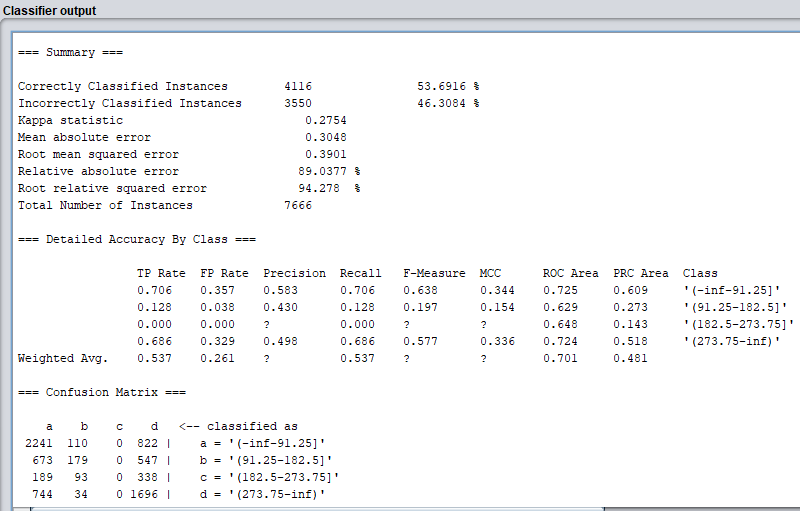 Classifier output
=== Summary ===
Correctly Classified Instances 4116 53.6916 %
Incorrectly Classified Instances 3550 46.3084 %
Kappa statistic 0.2754
Mean absolute error 0.3048
Root mean squared error 0.3901
Relative absolute error 89.0377 %
Root relative squared error 94.278 %
Total Number of Instances 7666
=== Detailed Accuracy By Class ===
TP Rate FP Rate Precision Recall F-Measure MCC ROC Area PRC Area Class
0.706 0.357 0.583 0.706 0.638 0.344 0.725 0.609 '(-inf-91.25]'
0.128 0.038 0.430 0.128 0.197 0.154 0.629 0.273 '(91.25-182.5]'
0.000 0.000 ? 0.000 ? ? 0.648 0.143 '(182.5-273.75]'
0.686 0.329 0.498 0.686 0.577 0.336 0.724 0.518 '(273.75-inf)'
Weighted Avg. 0.537 0.261 ? 0.537 ? ? 0.701 0.481
=== Confusion Matrix ===
a b c d <-- classified as
2241 110 0 822 | a = '(-inf-91.25]'
673 179 0 547 | b = '(91.25-182.5]'
189 93 0 338 | c = '(182.5-273.75]'
744 34 0 1696 | d = '(273.75-inf)'